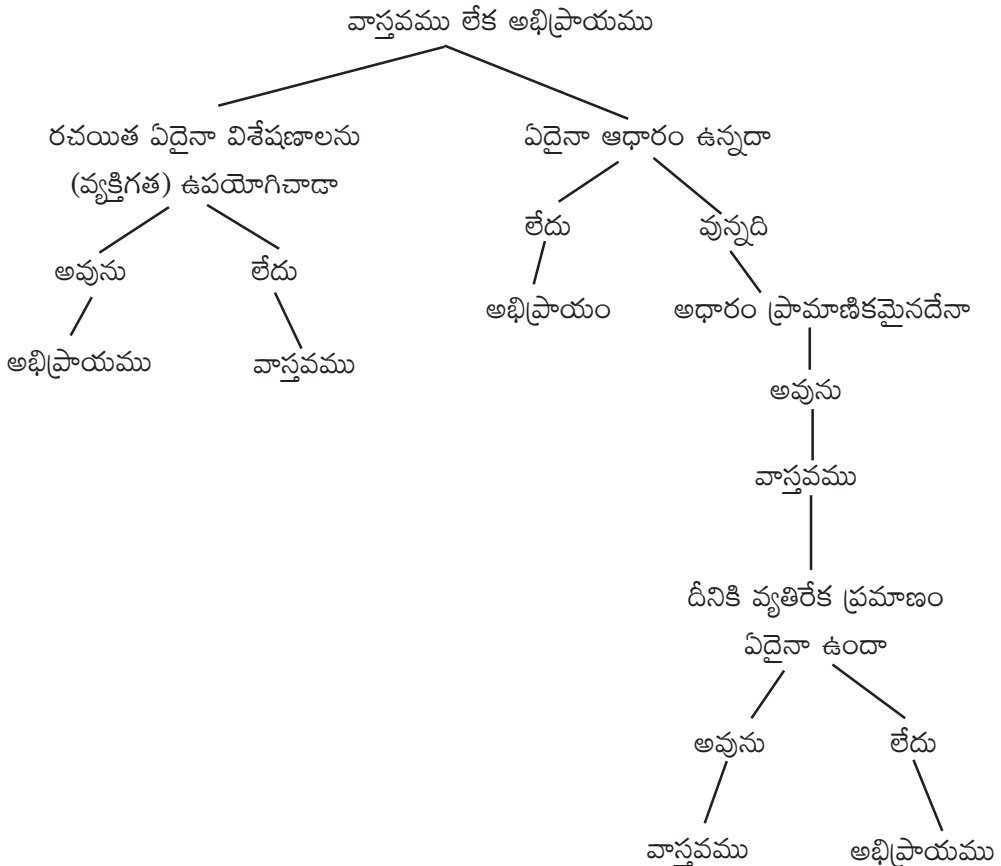 వాస్తవము లేక అభిప్రాయము
రచయిత ఏదైనా విశేషణాలను
(వ్యక్తిగత) ఉపయోగిచాడా
ఏదైనా ఆధారం ఉన్నదా
అవును
లేదు
అభిప్రాయము
వాస్తవము
లేదు
వున్నది
అభిప్రాయం
అధారం ప్రామాణికమైనదేనా
అవును
వాస్తవము
దీనికి వ్యతిరేక ప్రమాణం
ఏదైనా ఉందా
అవును
లేదు
వాస్తవము
అభిప్రాయము